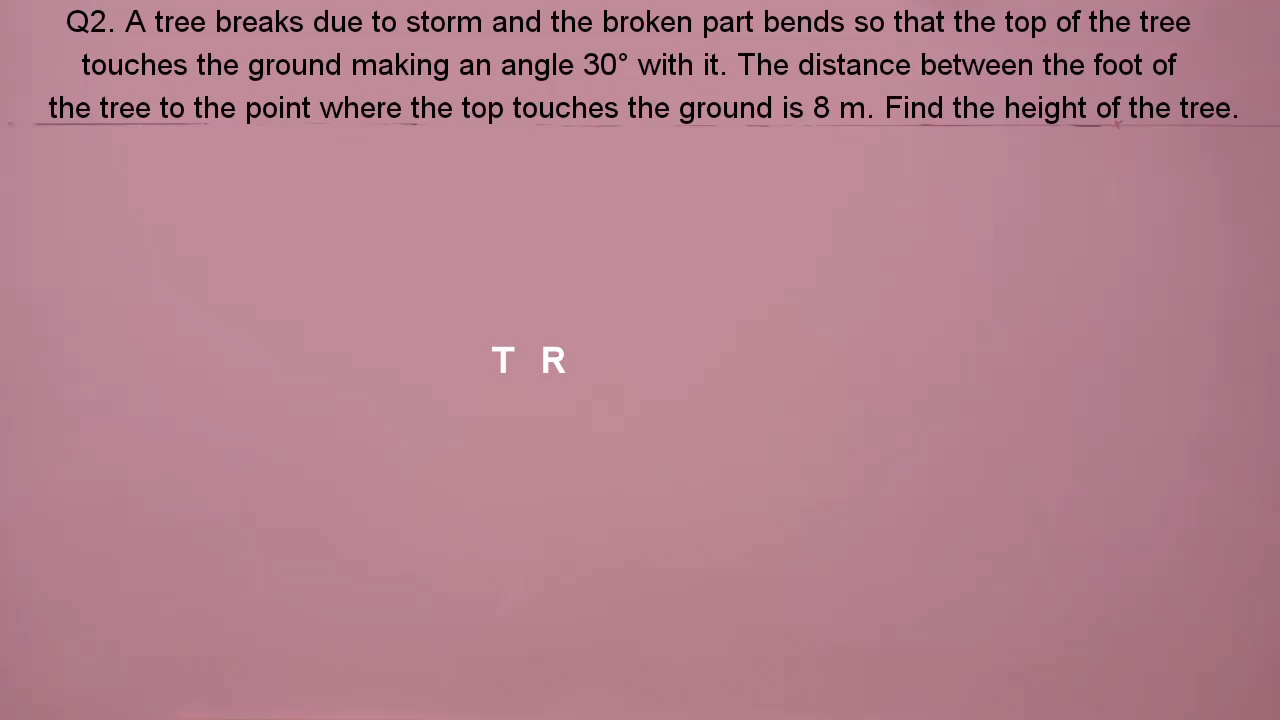 Q2. A tree breaks due to storm and the broken part bends so that the top of the tree
touches the ground making an angle 30° with it. The distance between the foot of
the tree to the point where the top touches the ground is 8 m. Find the height of the tree.
T R